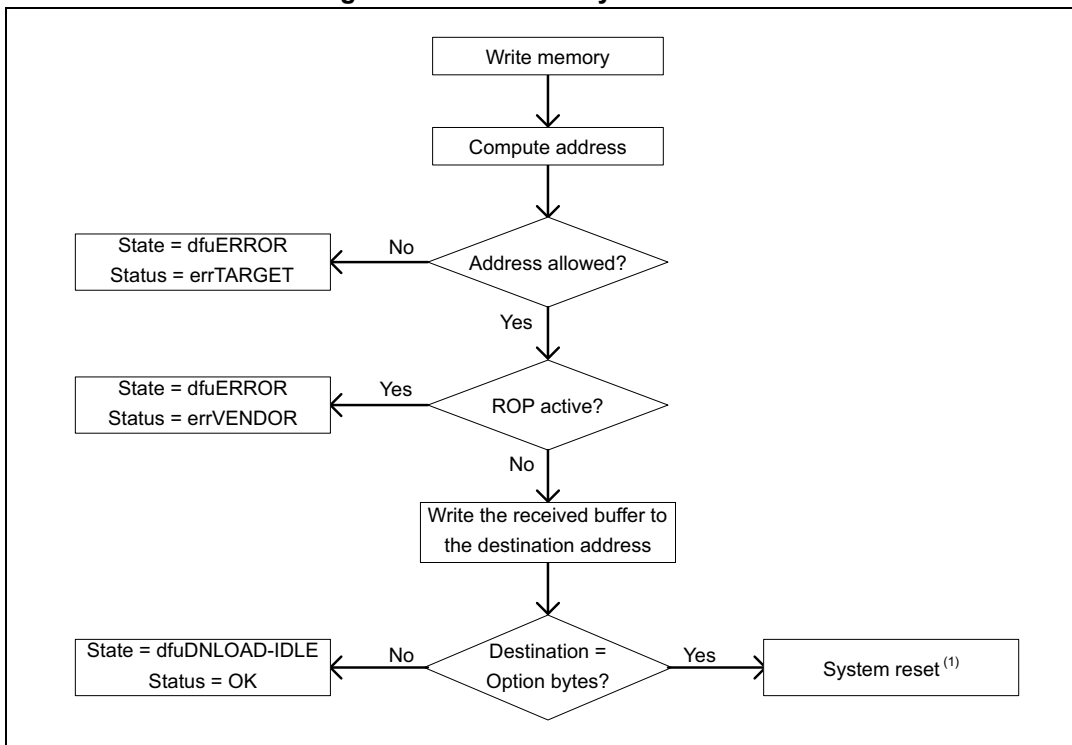 Write memory
Compute address
Address allowed?
No
State = dfuERROR
Status = errTARGET
Yes
ROP active?
Yes
State = dfuERROR
Status = errVENDOR
No
Write the received buffer to
the destination address
Destination =
Option bytes?
No
State = dfuDNLOAD-IDLE
Status = OK
Yes
System reset (1)